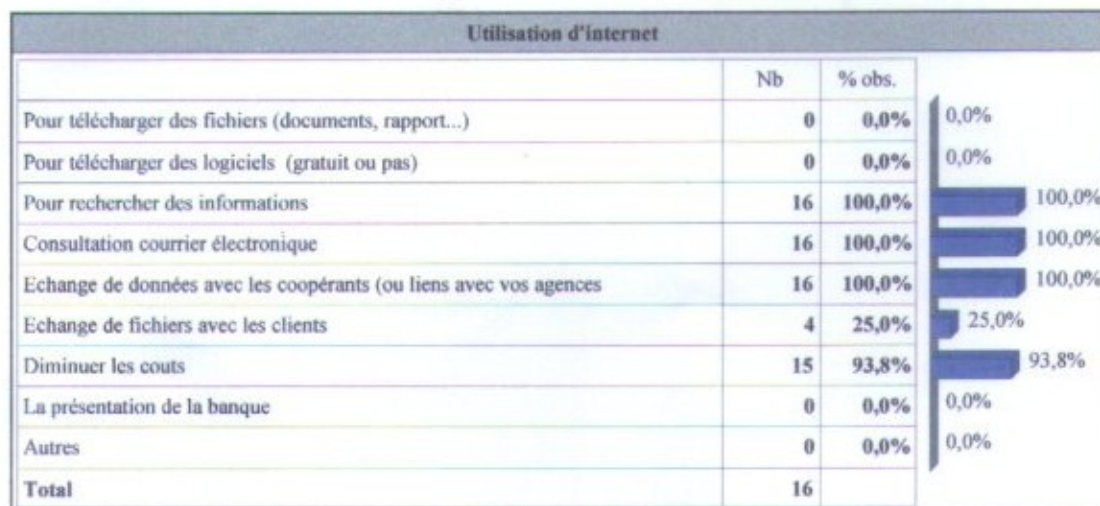 Utilisation d'internet
Nb % obs.
Pour télécharger des fichiers (documents, rapport...) 0 0,0% 0,0%
Pour télécharger des logiciels (gratuit ou pas) 0 0,0% 0,0%
Pour rechercher des informations 16 100,0% 100,0%
Consultation courrier électronique 16 100,0% 100,0%
Echange de données avec les coopérants (ou liens avec vos agences 16 100,0% 100,0%
Echange de fichiers avec les clients 4 25,0% 25,0%
Diminuer les couts 15 93,8% 93,8%
La présentation de la banque 0 0,0% 0,0%
Autres 0 0,0% 0,0%
Total 16